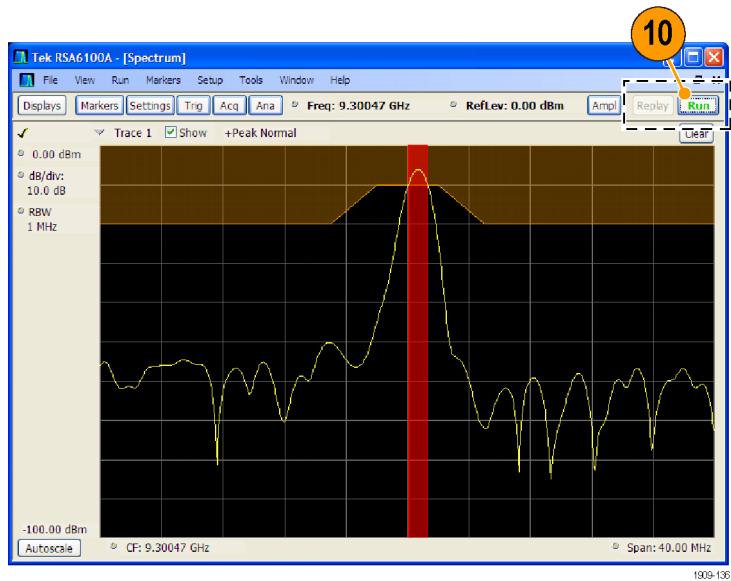 10
Tek RSA6100A - [Spectrum]
File View Run Markers Setup Tools Window Help
Displays Markers Settings Trig Acq Ana Freq: 9.30047 GHz RefLev: 0.00 dBm Ampl Replay Run
Trace 1 Show +Peak Normal Clear
0.00 dBm
dB/div:
10.0 dB
RBW
1 MHz
-100.00 dBm
Autoscale CF: 9.30047 GHz Span: 40.00 MHz
1909-136